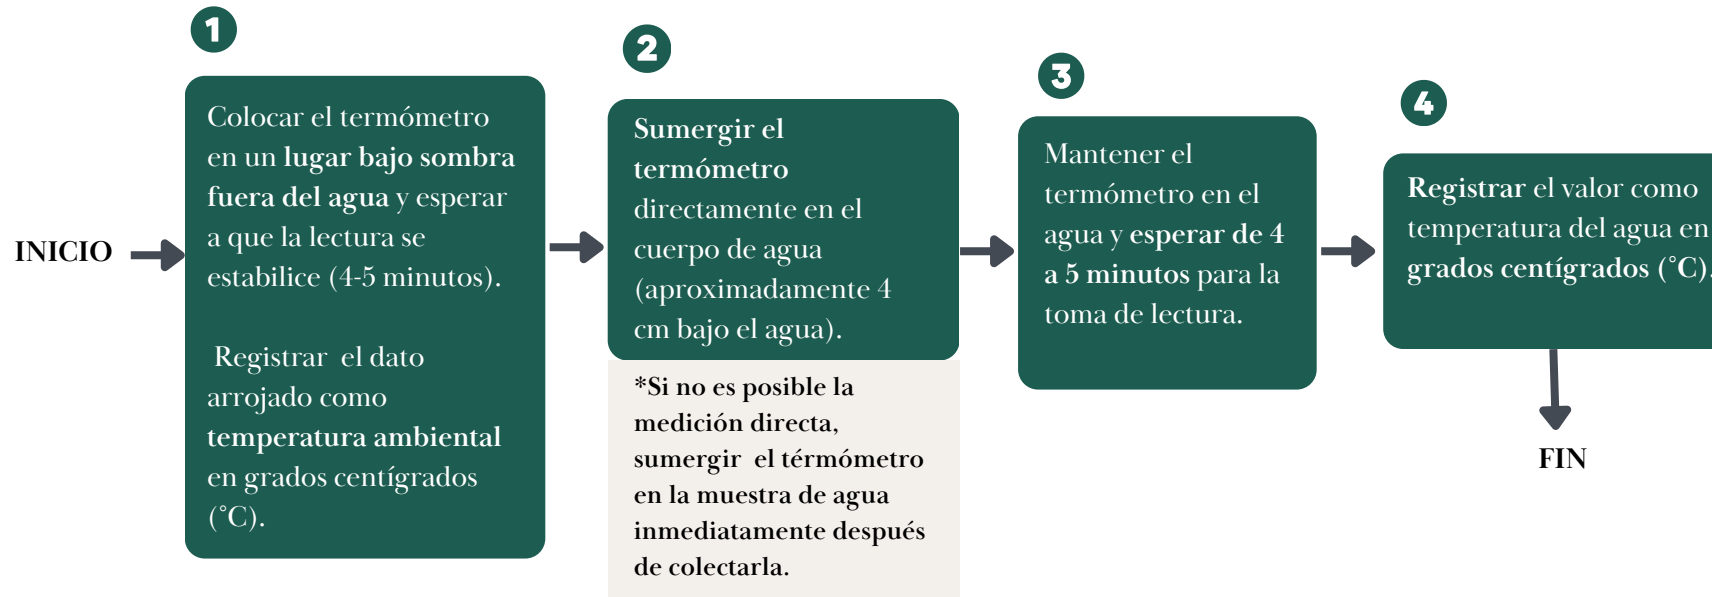 INICIO
1
Colocar el termómetro
en un lugar bajo sombra
fuera del agua y esperar
a que la lectura se
estabilice (4-5 minutos).
Registrar el dato
arrojado como
temperatura ambiental
en grados centígrados
(°C).
2
Sumergir el
termómetro
directamente en el
cuerpo de agua
(aproximadamente 4
cm bajo el agua).
*Si no es posible la
medición directa,
sumergir el térmómetro
en la muestra de agua
inmediatamente después
de colectarla.
3
Mantener el
termómetro en el
agua y esperar de 4
a 5 minutos para la
toma de lectura.
4
Registrar el valor como
temperatura del agua en
grados centígrados (°C).
FIN